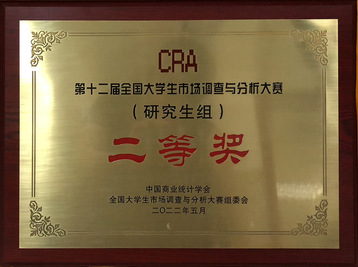 CRA
第十二届全国大学生市场调查与分析大赛
（研究生组）
二等奖
中国商业统计学会
全国大学生市场调查与分析大赛组委会
二〇二二年五月